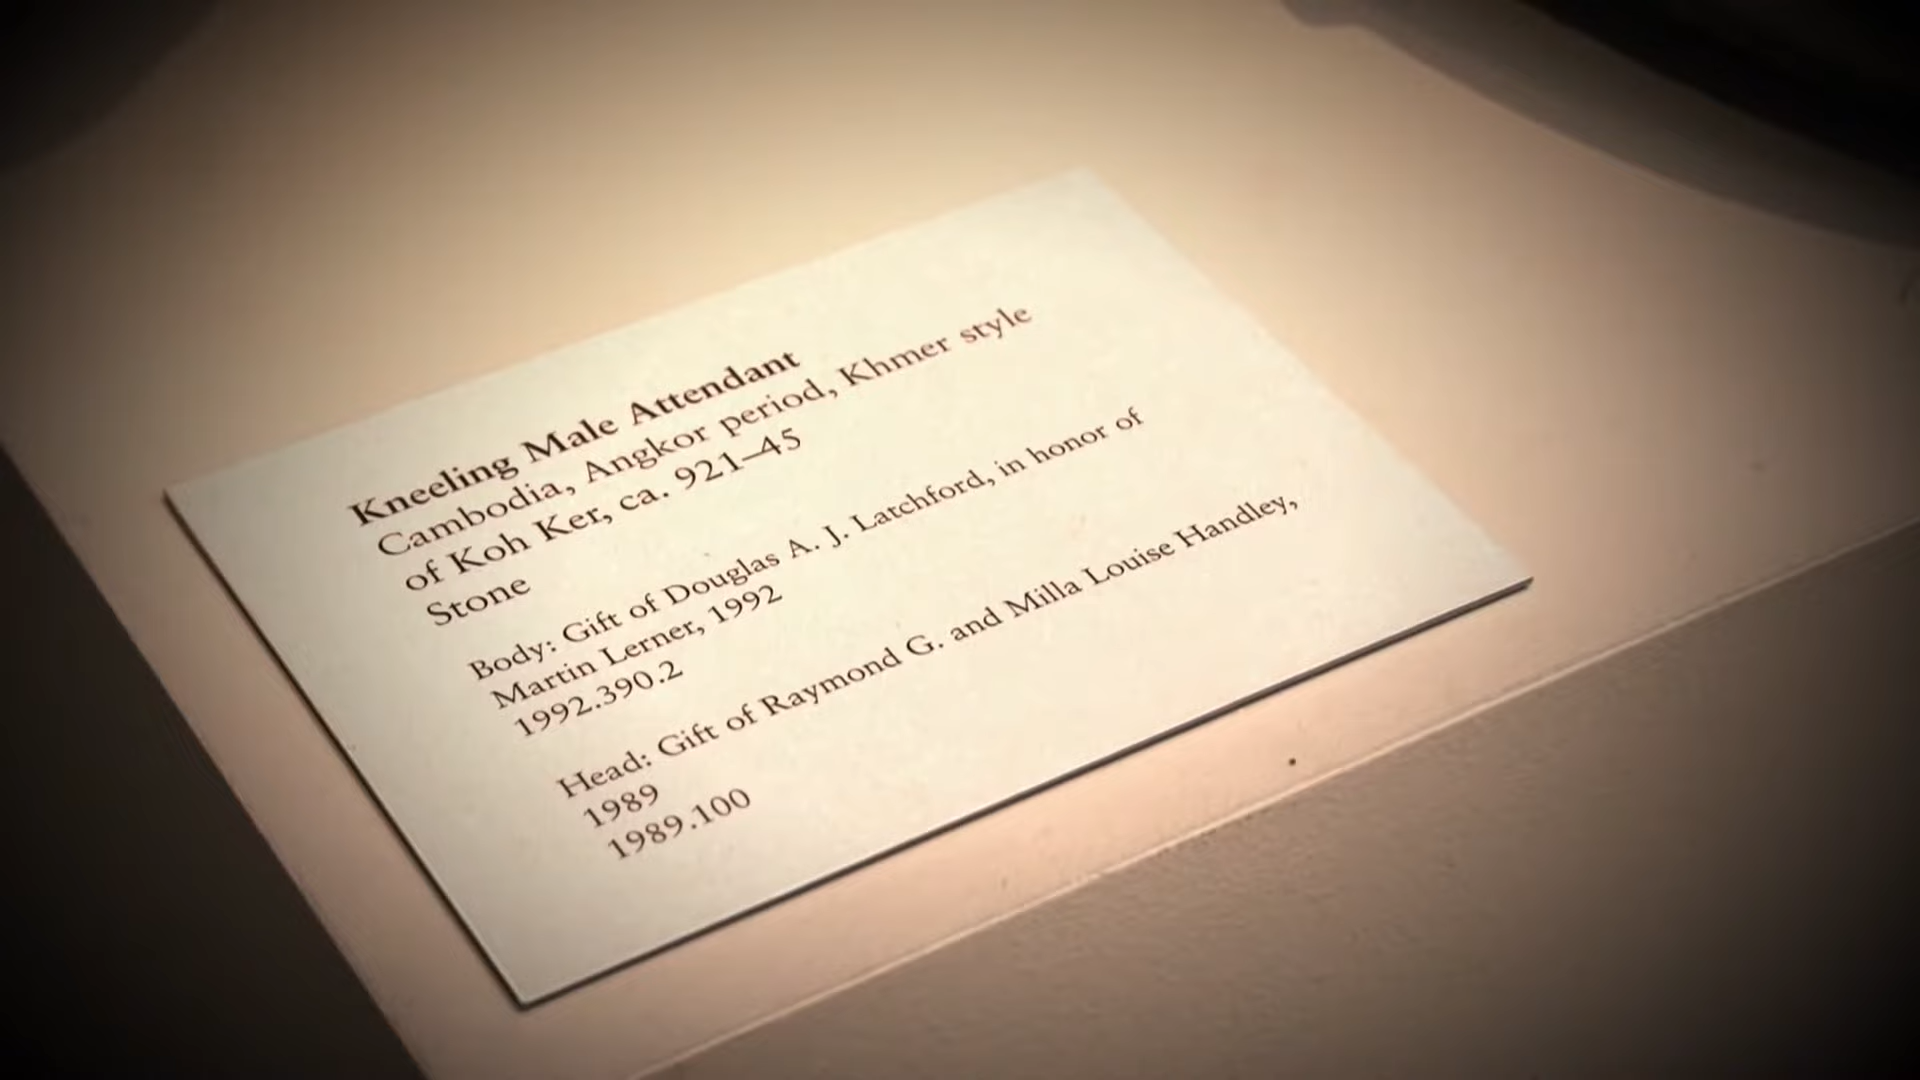 Kneeling Male Attendant
Cambodia, Angkor period, Khmer style
of Koh Ker, ca. 921–45
Stone
Body: Gift of Douglas A. J. Latchford, in honor of
Martin Lerner, 1992
1992.390.2
Head: Gift of Raymond G. and Milla Louise Handley,
1989
1989.100